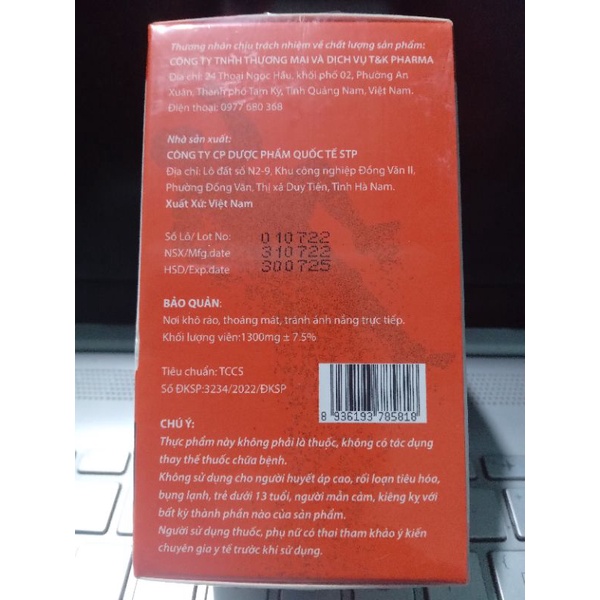 Thương nhân chịu trách nhiệm về chất lượng sản phẩm:
CÔNG TY TNHH THƯƠNG MẠI VÀ DỊCH VỤ T&K PHARMA
Địa chỉ: 24 Thoại Ngọc Hầu, khối phố 02, Phường An
Xuân, Thành phố Tam Kỳ, Tỉnh Quảng Nam, Việt Nam.
Điện thoại: 0977 680 368
Nhà sản xuất:
CÔNG TY CP DƯỢC PHẨM QUỐC TẾ STP
Địa chỉ: Lô đất số N2-9, Khu công nghiệp Đồng Văn II,
Phường Đồng Văn, Thị xã Duy Tiên, Tỉnh Hà Nam.
Xuất Xứ: Việt Nam
Số Lô/ Lot No: 010722
NSX/Mfg.date 310722
HSD/Exp.date 300725
BẢO QUẢN:
Nơi khô ráo, thoáng mát, tránh ánh nắng trực tiếp.
Khối lượng viên:1300mg ± 7.5%
Tiêu chuẩn: TCCS
Số ĐKSP:3234/2022/ĐKSP
8 936193 785818
CHÚ Ý:
Thực phẩm này không phải là thuốc, không có tác dụng
thay thế thuốc chữa bệnh.
Không sử dụng cho người huyết áp cao, rối loạn tiêu hóa,
bụng lạnh, trẻ dưới 13 tuổi, người mẫn cảm, kiêng kỵ với
bất kỳ thành phần nào của sản phẩm.
Người sử dụng thuốc, phụ nữ có thai tham khảo ý kiến
chuyên gia y tế trước khi sử dụng.